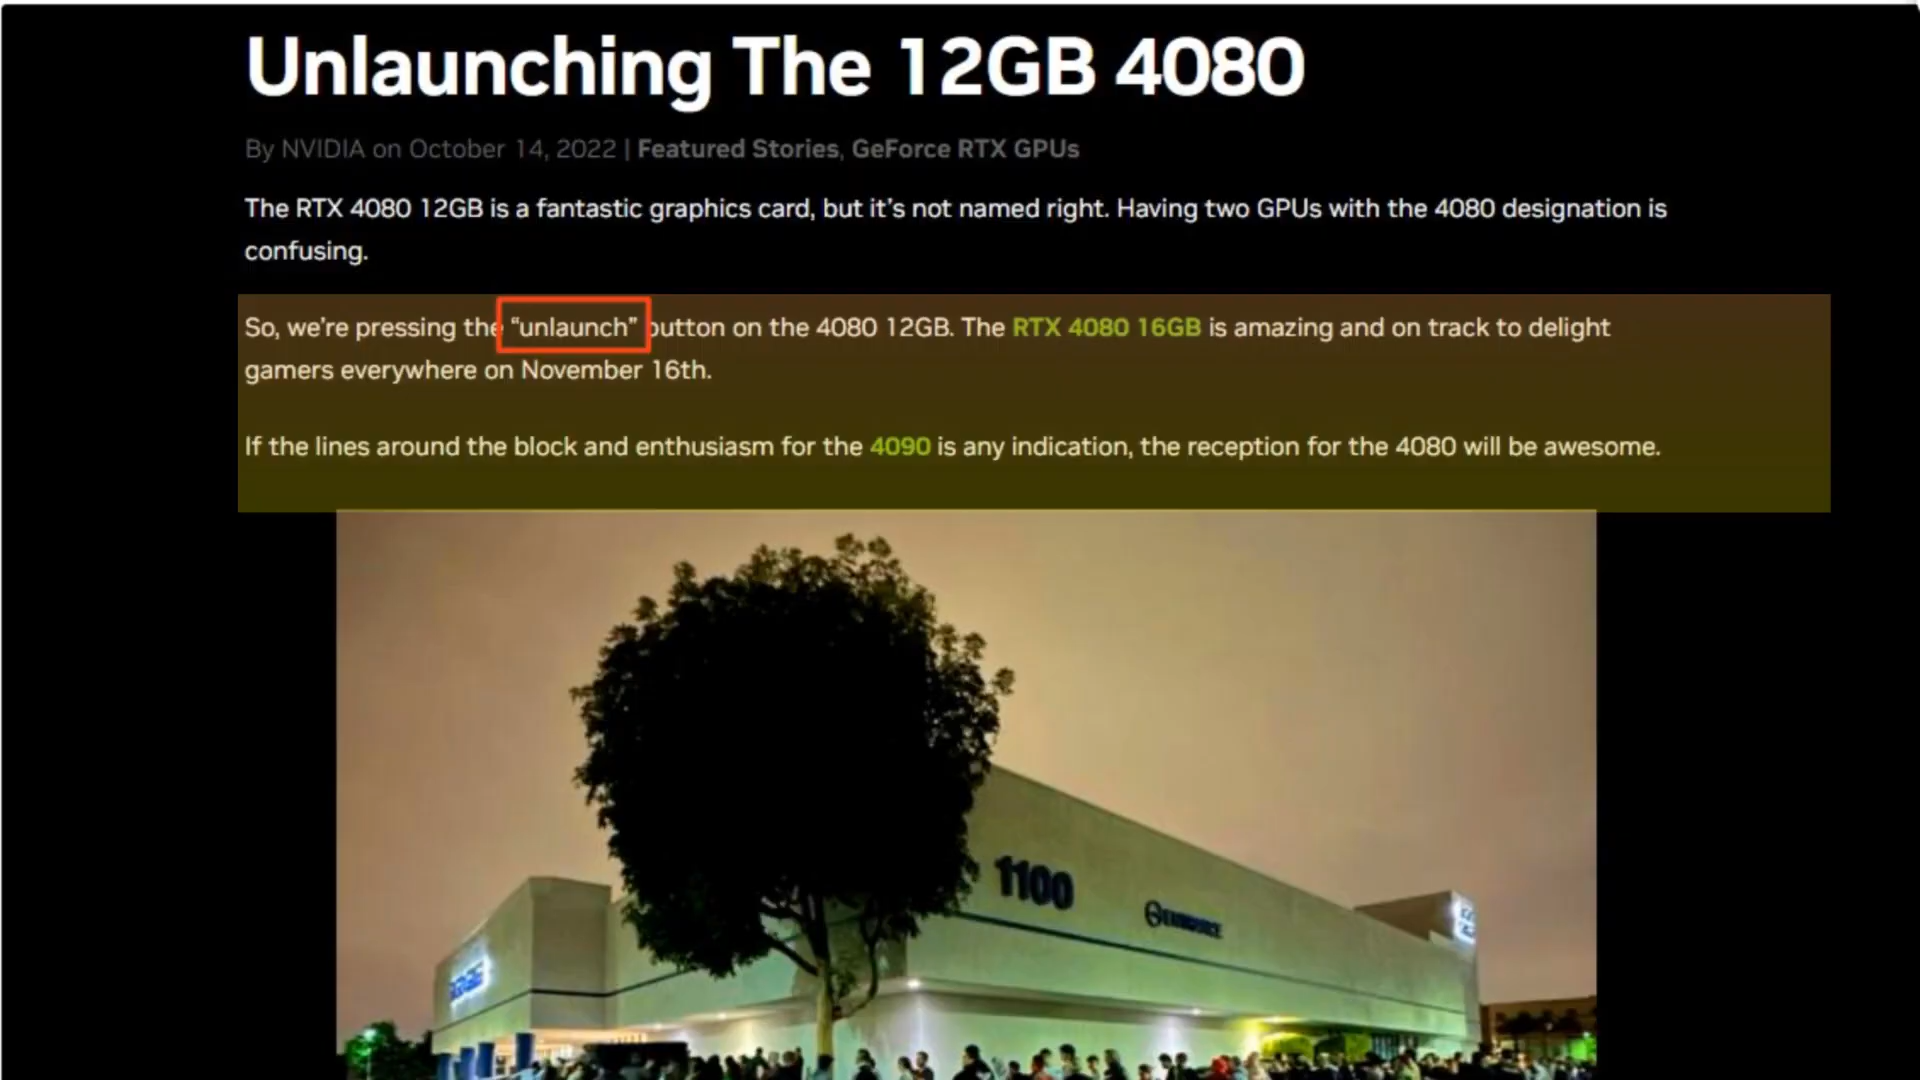 Unlaunching The 12GB 4080
By NVIDIA on October 14, 2022 | Featured Stories, GeForce RTX GPUs
The RTX 4080 12GB is a fantastic graphics card, but it's not named right. Having two GPUs with the 4080 designation is
confusing.
So, we're pressing the “unlaunch” button on the 4080 12GB. The RTX 4080 16GB is amazing and on track to delight
gamers everywhere on November 16th.
If the lines around the block and enthusiasm for the 4090 is any indication, the reception for the 4080 will be awesome.
1100